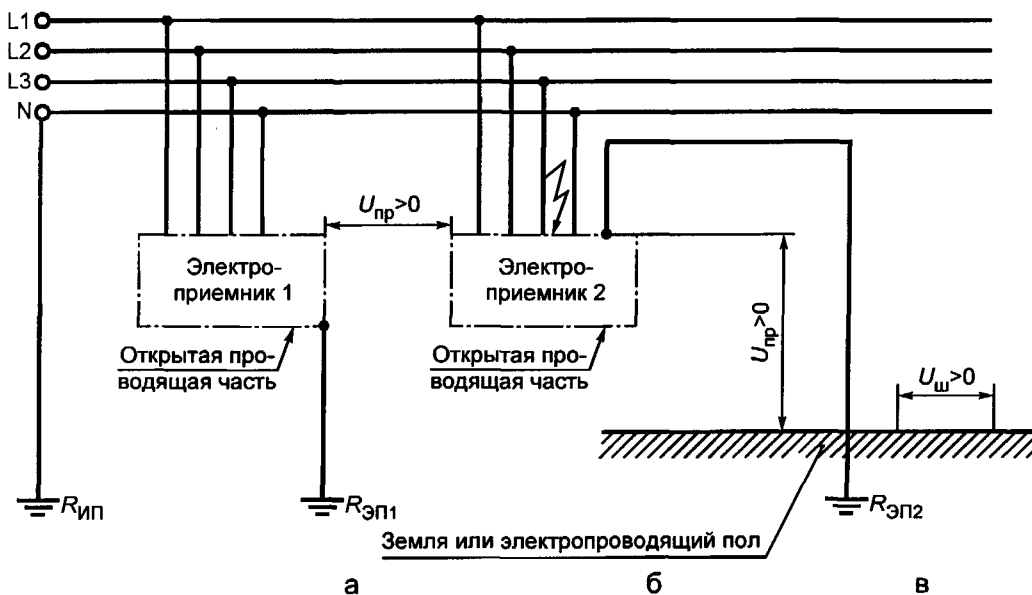 L1
L2
L3
N
Uпр>0
Электро-
приемник 1
Электро-
приемник 2
Uпр>0
Открытая про-
водящая часть
Открытая про-
водящая часть
Uш>0
RИП
RЭП1
RЭП2
Земля или электропроводящий пол
а
б
в